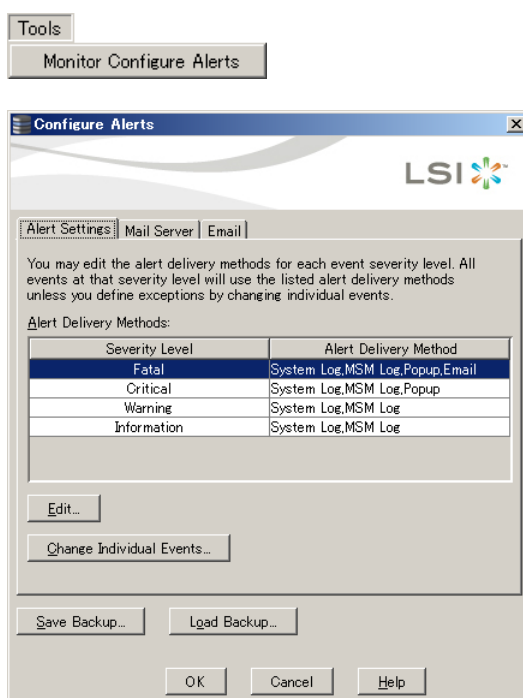 Tools
Monitor Configure Alerts
Configure Alerts
LSI
Alert Settings Mail Server Email
You may edit the alert delivery methods for each event severity level. All
events at that severity level will use the listed alert delivery methods
unless you define exceptions by changing individual events.
Alert Delivery Methods:
Severity Level Alert Delivery Method
Fatal System Log,MSM Log,Popup,Email
Critical System Log,MSM Log,Popup
Warning System Log,MSM Log
Information System Log,MSM Log
Edit...
Change Individual Events...
Save Backup... Load Backup...
OK Cancel Help